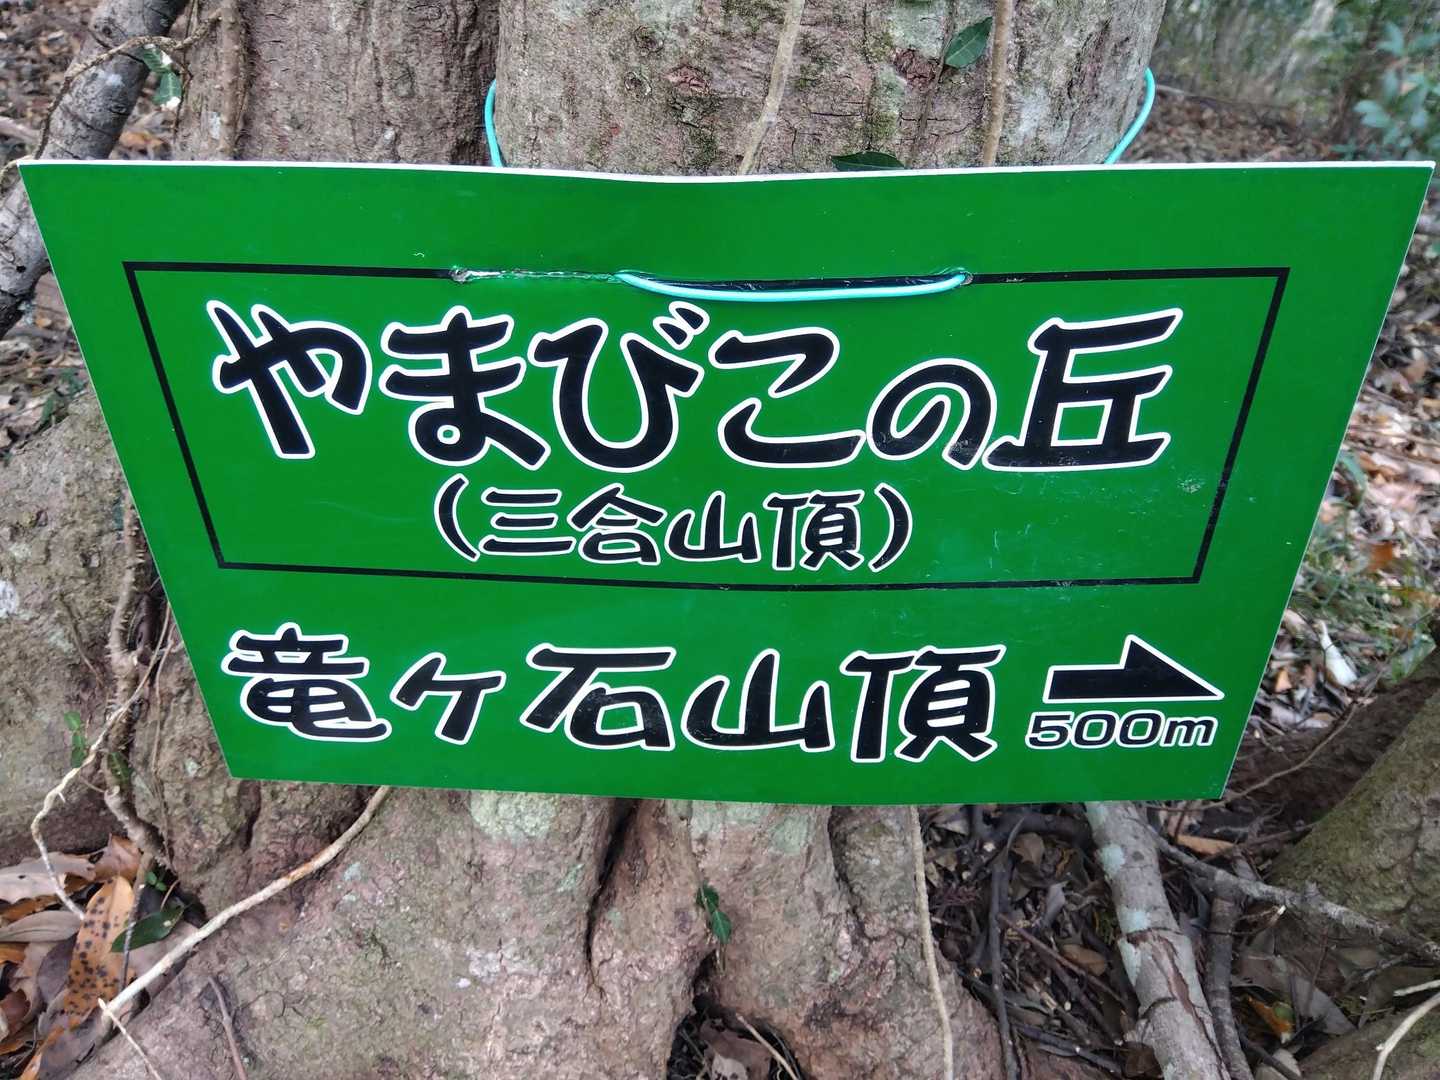 やまびこの丘
(三合山頂)
竜ヶ石山頂 →
500m